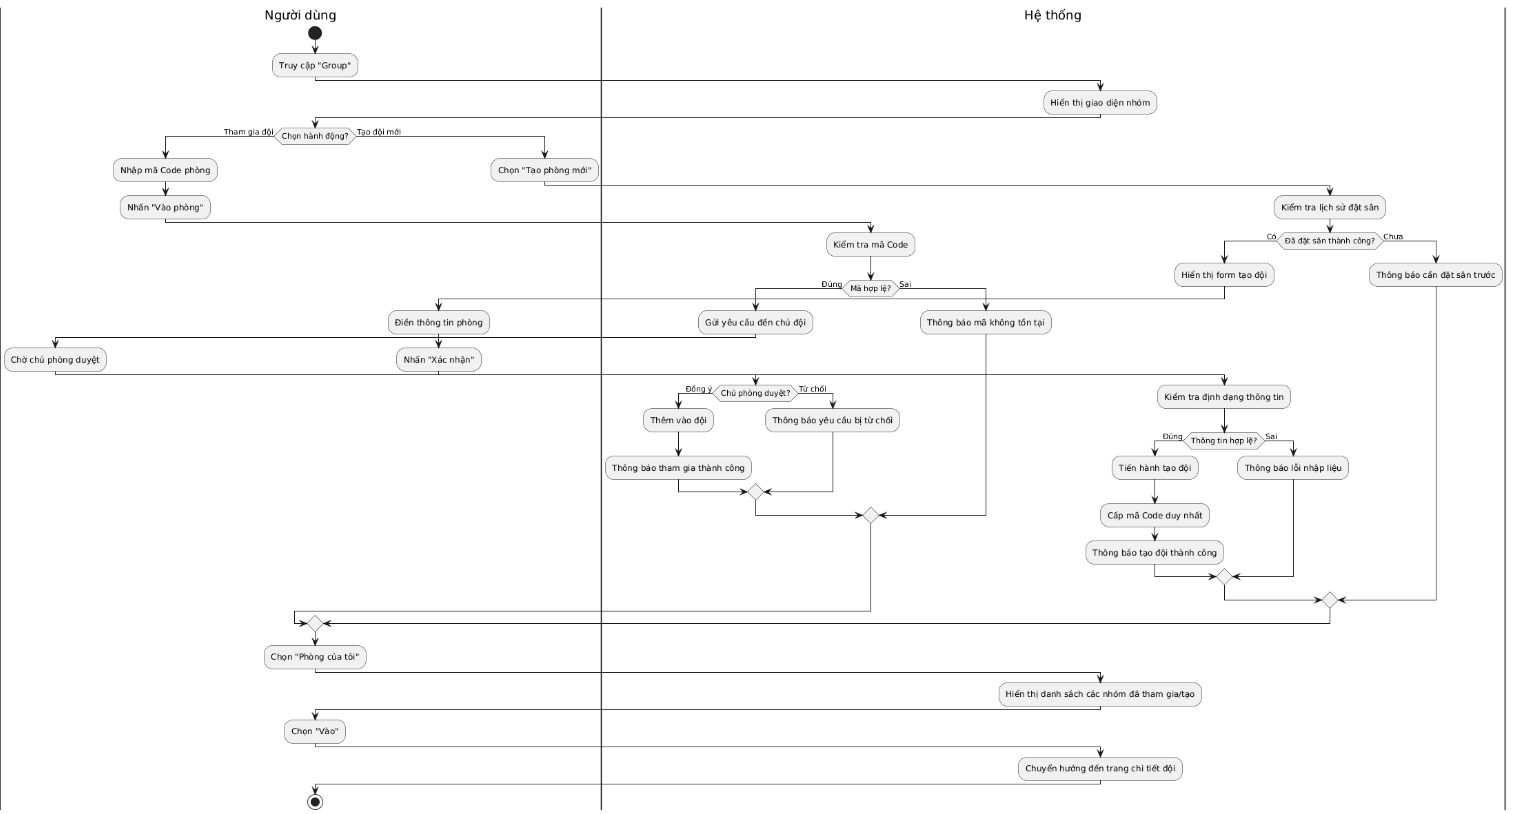 Người dùng
Hệ thống
Truy cập "Group"
Hiển thị giao diện nhóm
Tham gia đội
Chọn hành động?
Tạo đội mới
Nhập mã Code phòng
Chọn "Tạo phòng mới"
Nhấn "Vào phòng"
Kiểm tra lịch sử đặt sân
Kiểm tra mã Code
Có
Đã đặt sân thành công?
Chưa
Hiển thị form tạo đội
Thông báo cần đặt sân trước
Đúng
Mã hợp lệ?
Sai
Điền thông tin phòng
Gửi yêu cầu đến chủ đội
Thông báo mã không tồn tại
Chờ chủ phòng duyệt
Nhấn "Xác nhận"
Đồng ý
Chủ phòng duyệt?
Từ chối
Kiểm tra định dạng thông tin
Thêm vào đội
Thông báo yêu cầu bị từ chối
Đúng
Thông tin hợp lệ?
Sai
Thông báo tham gia thành công
Tiến hành tạo đội
Thông báo lỗi nhập liệu
Cấp mã Code duy nhất
Thông báo tạo đội thành công
Chọn "Phòng của tôi"
Hiển thị danh sách các nhóm đã tham gia/tạo
Chọn "Vào"
Chuyển hướng đến trang chi tiết đội